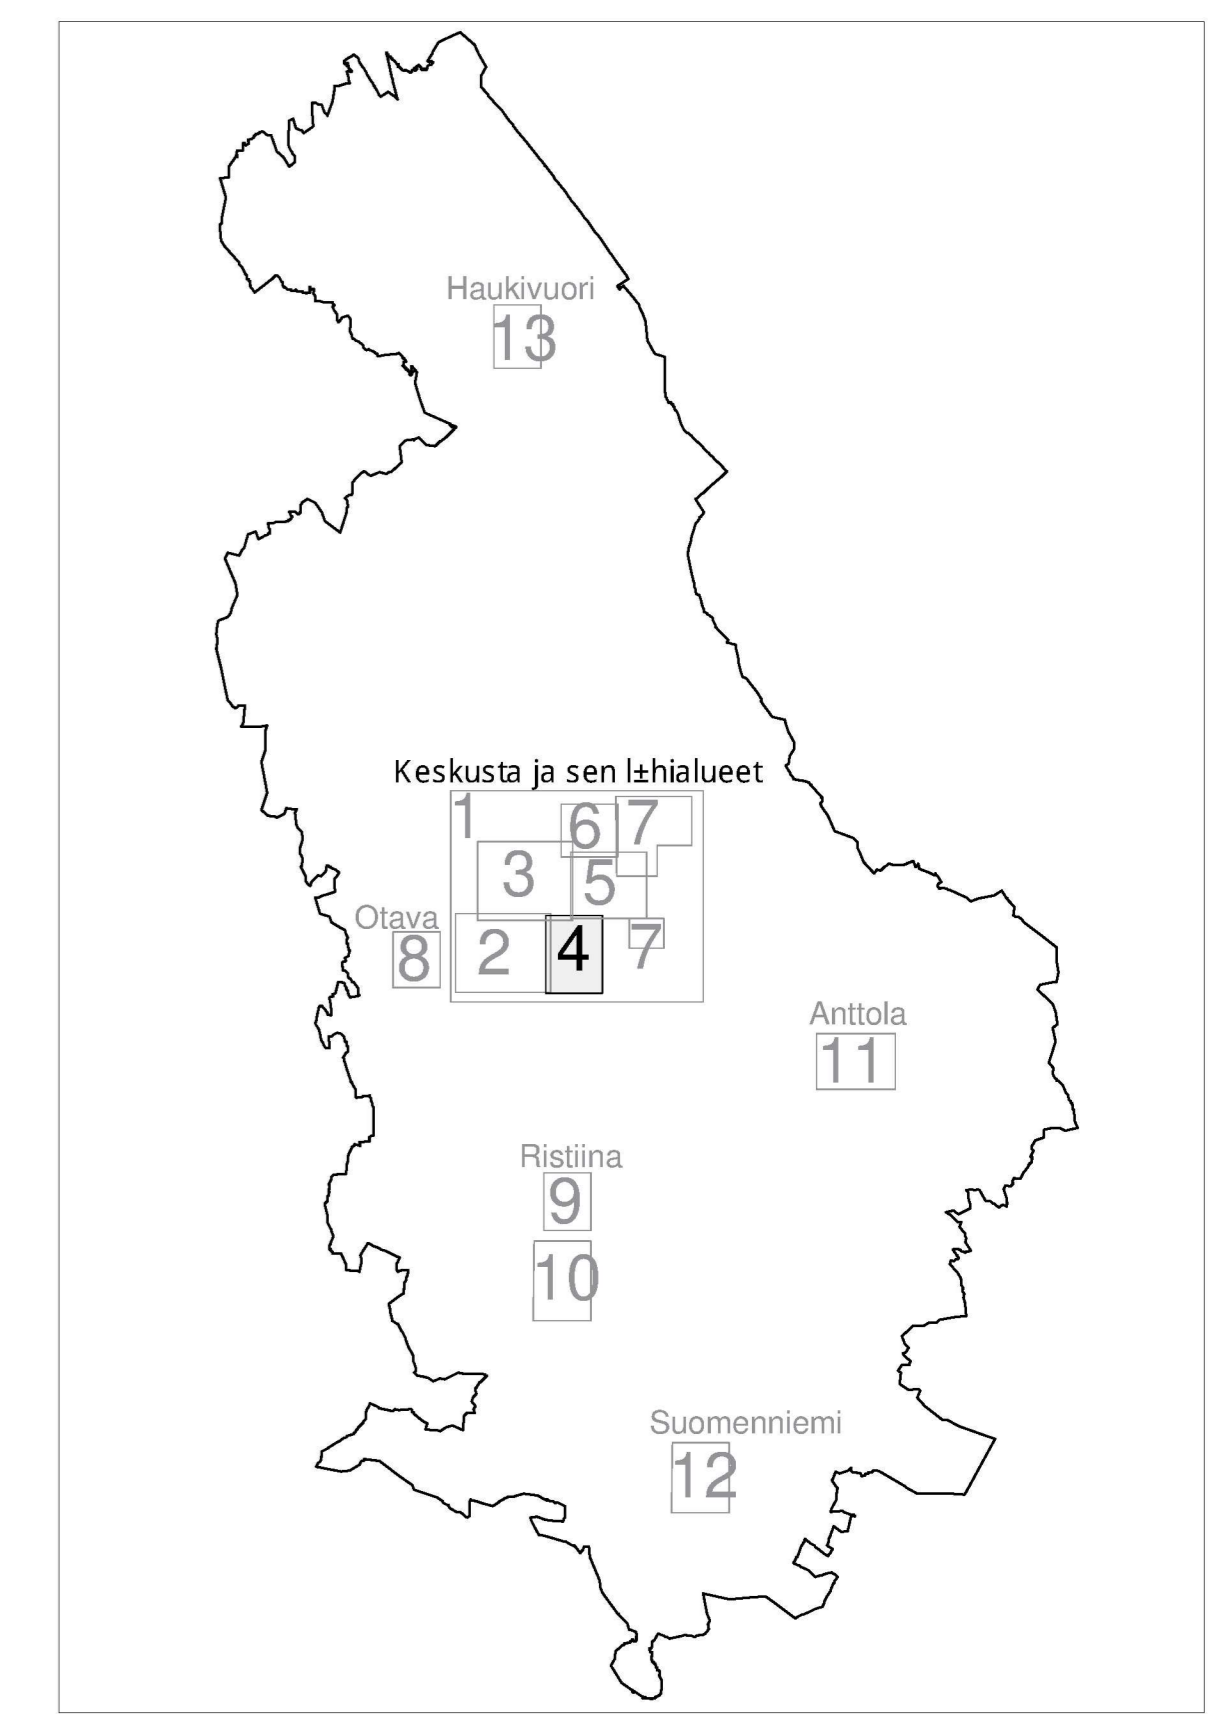 Haukivuori
13
Keskusta ja sen l±hialueet
1
6
7
3
5
Otava
8
2
4
7
Anttola
11
Ristiina
9
10
Suomenniemi
12